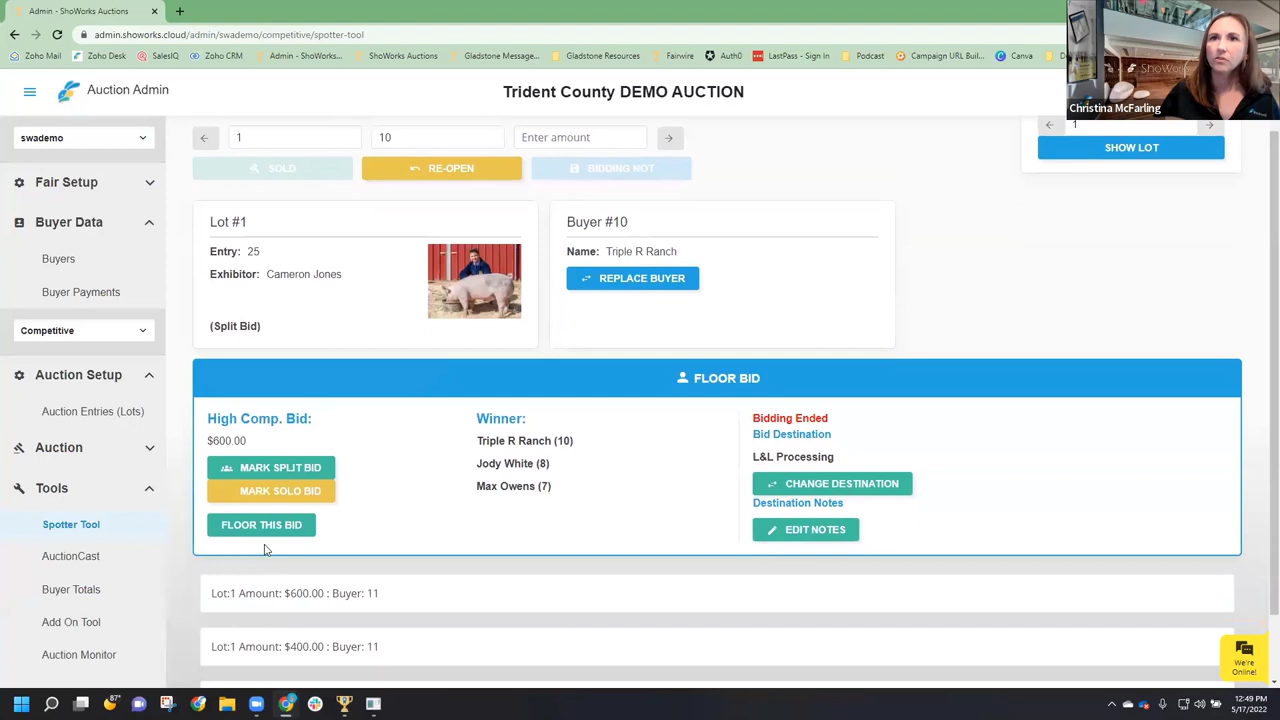 Admin - ShoWorks Auctions
admin.showorks.cloud/admin/swademo/competitive/spotter-tool
Zoho Mail
Zoho Desk
SalesIQ
Zoho CRM
Admin - ShoWorks...
ShoWorks Auctions
Gladstone Message...
Gladstone Resources
Fairwire
Auth0
LastPass - Sign In
Podcast
Campaign URL Buil...
Canva
ShoWo
Christina McFarling
Auction Admin
Trident County DEMO AUCTION
swademo
1
10
Enter amount
1
SOLD
RE-OPEN
BIDDING NOT
SHOW LOT
Fair Setup
Buyer Data
Buyers
Buyer Payments
Competitive
Auction Setup
Auction Entries (Lots)
Auction
Tools
Spotter Tool
AuctionCast
Buyer Totals
Add On Tool
Auction Monitor
Lot #1
Entry: 25
Exhibitor: Cameron Jones
(Split Bid)
Buyer #10
Name: Triple R Ranch
REPLACE BUYER
FLOOR BID
High Comp. Bid:
$600.00
MARK SPLIT BID
MARK SOLO BID
FLOOR THIS BID
Winner:
Triple R Ranch (10)
Jody White (8)
Max Owens (7)
Bidding Ended
Bid Destination
L&L Processing
CHANGE DESTINATION
Destination Notes
EDIT NOTES
Lot:1 Amount: $600.00 : Buyer: 11
Lot:1 Amount: $400.00 : Buyer: 11
We're
Online!
87°
12:49 PM
5/17/2022